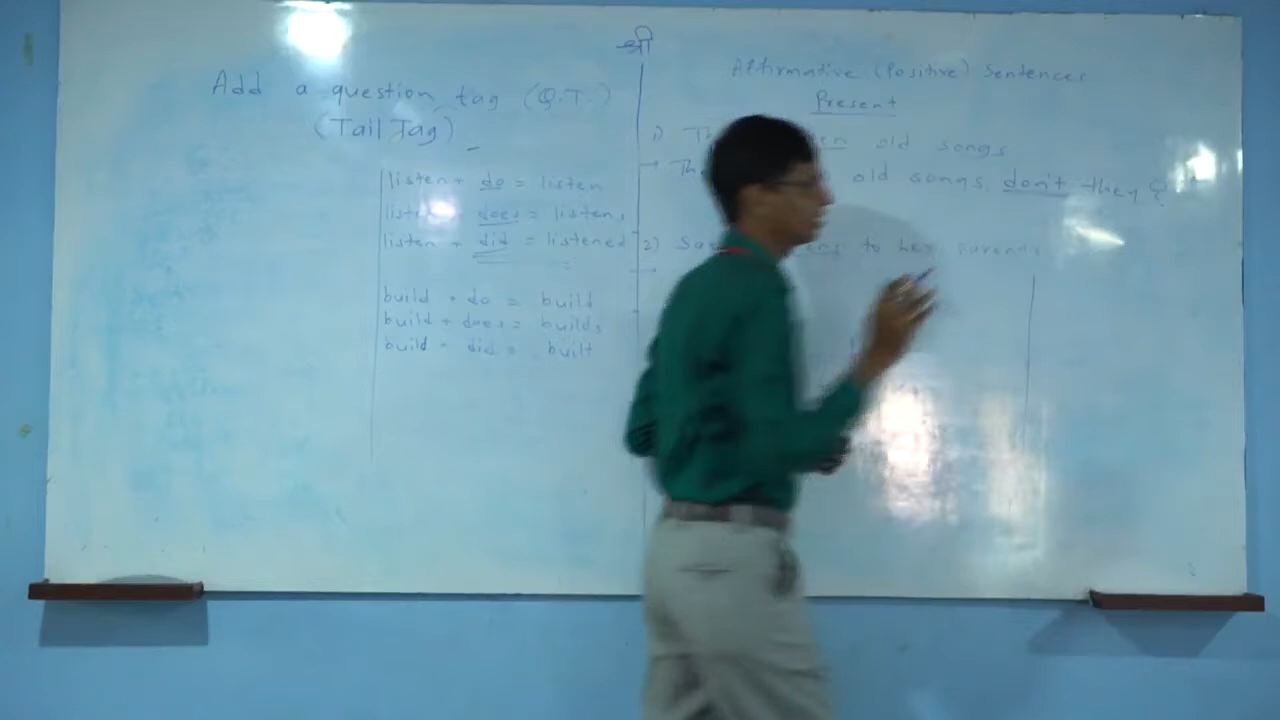 श्री
Add a question tag (Q.T.)
(Tail Tag)
listen + do = listen
listen + does = listens
listen + did = listened
build + do = build
build + does = builds
build + did = built
Affirmative (Positive) Sentences
Present
1) old songs
→ old songs, don't they?
2) to her parents
→